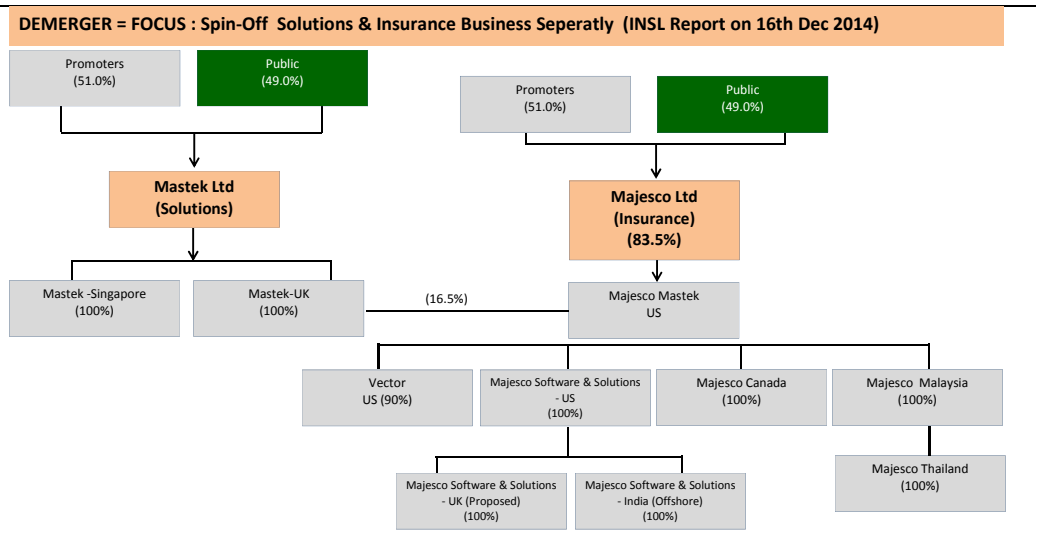 DEMERGER = FOCUS : Spin-Off Solutions & Insurance Business Seperatly (INSL Report on 16th Dec 2014)
Promoters
(51.0%)
Public
(49.0%)
Promoters
(51.0%)
Public
(49.0%)
Mastek Ltd
(Solutions)
Majesco Ltd
(Insurance)
(83.5%)
Mastek -Singapore
(100%)
Mastek-UK
(100%)
(16.5%)
Majesco Mastek
US
Vector
US (90%)
Majesco Software & Solutions
- US
(100%)
Majesco Canada
(100%)
Majesco Malaysia
(100%)
Majesco Software & Solutions
- UK (Proposed)
(100%)
Majesco Software & Solutions
- India (Offshore)
(100%)
Majesco Thailand
(100%)